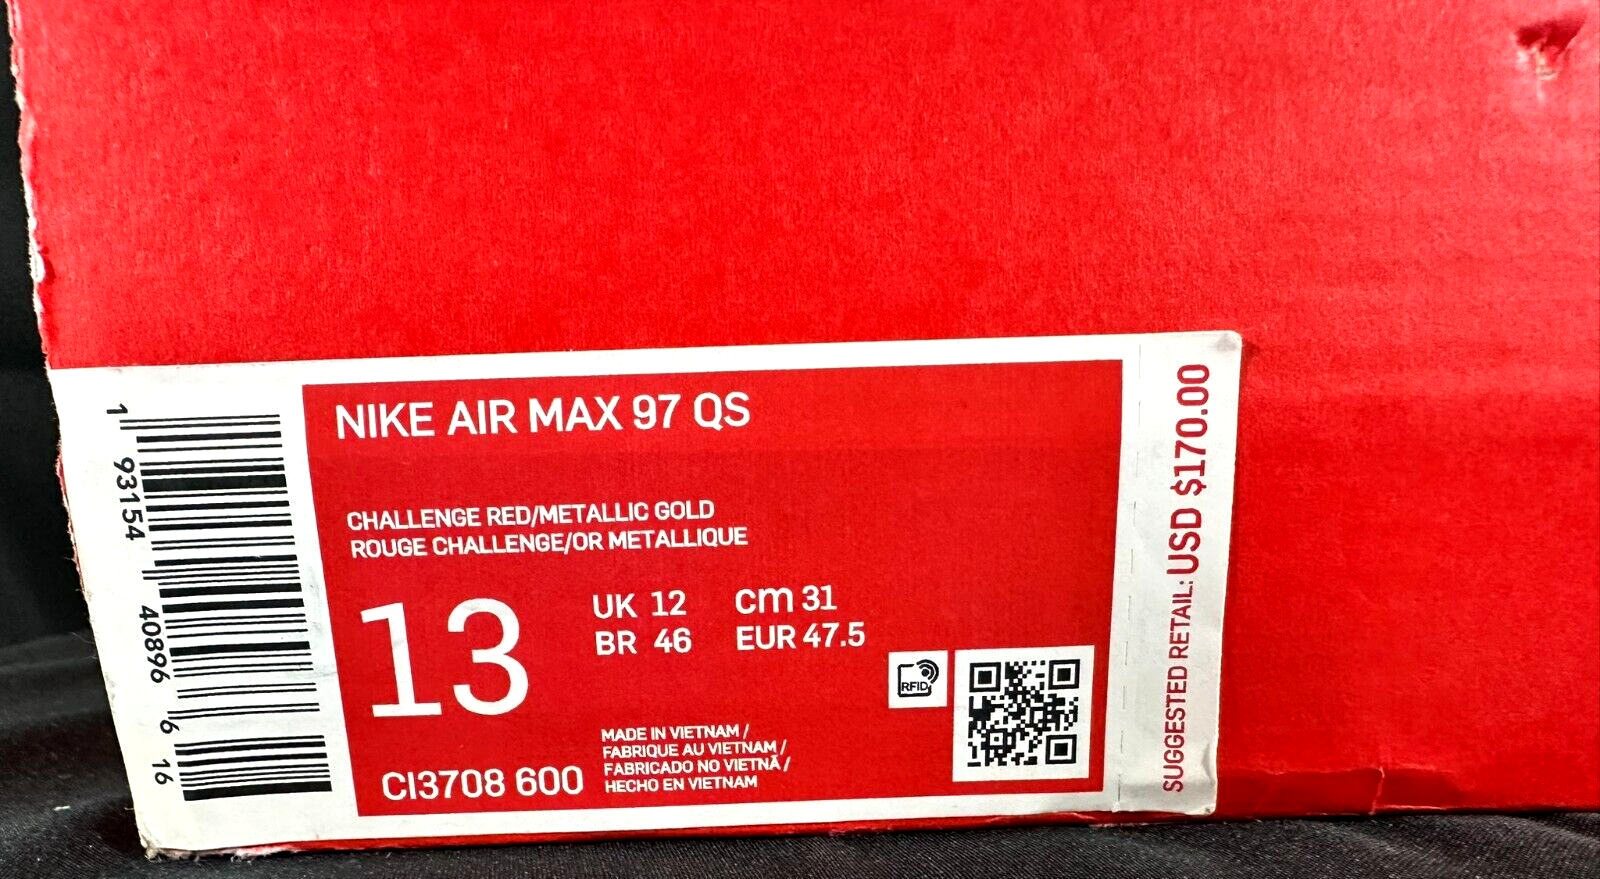 NIKE AIR MAX 97 QS
CHALLENGE RED/METALLIC GOLD
ROUGE CHALLENGE/OR METALLIQUE
13
UK 12 cm 31
BR 46 EUR 47.5
CI3708 600
MADE IN VIETNAM /
FABRIQUE AU VIETNAM /
FABRICADO NO VIETNÃ /
HECHO EN VIETNAM
RFID
1 93154 40896 6 16
SUGGESTED RETAIL: USD $170.00